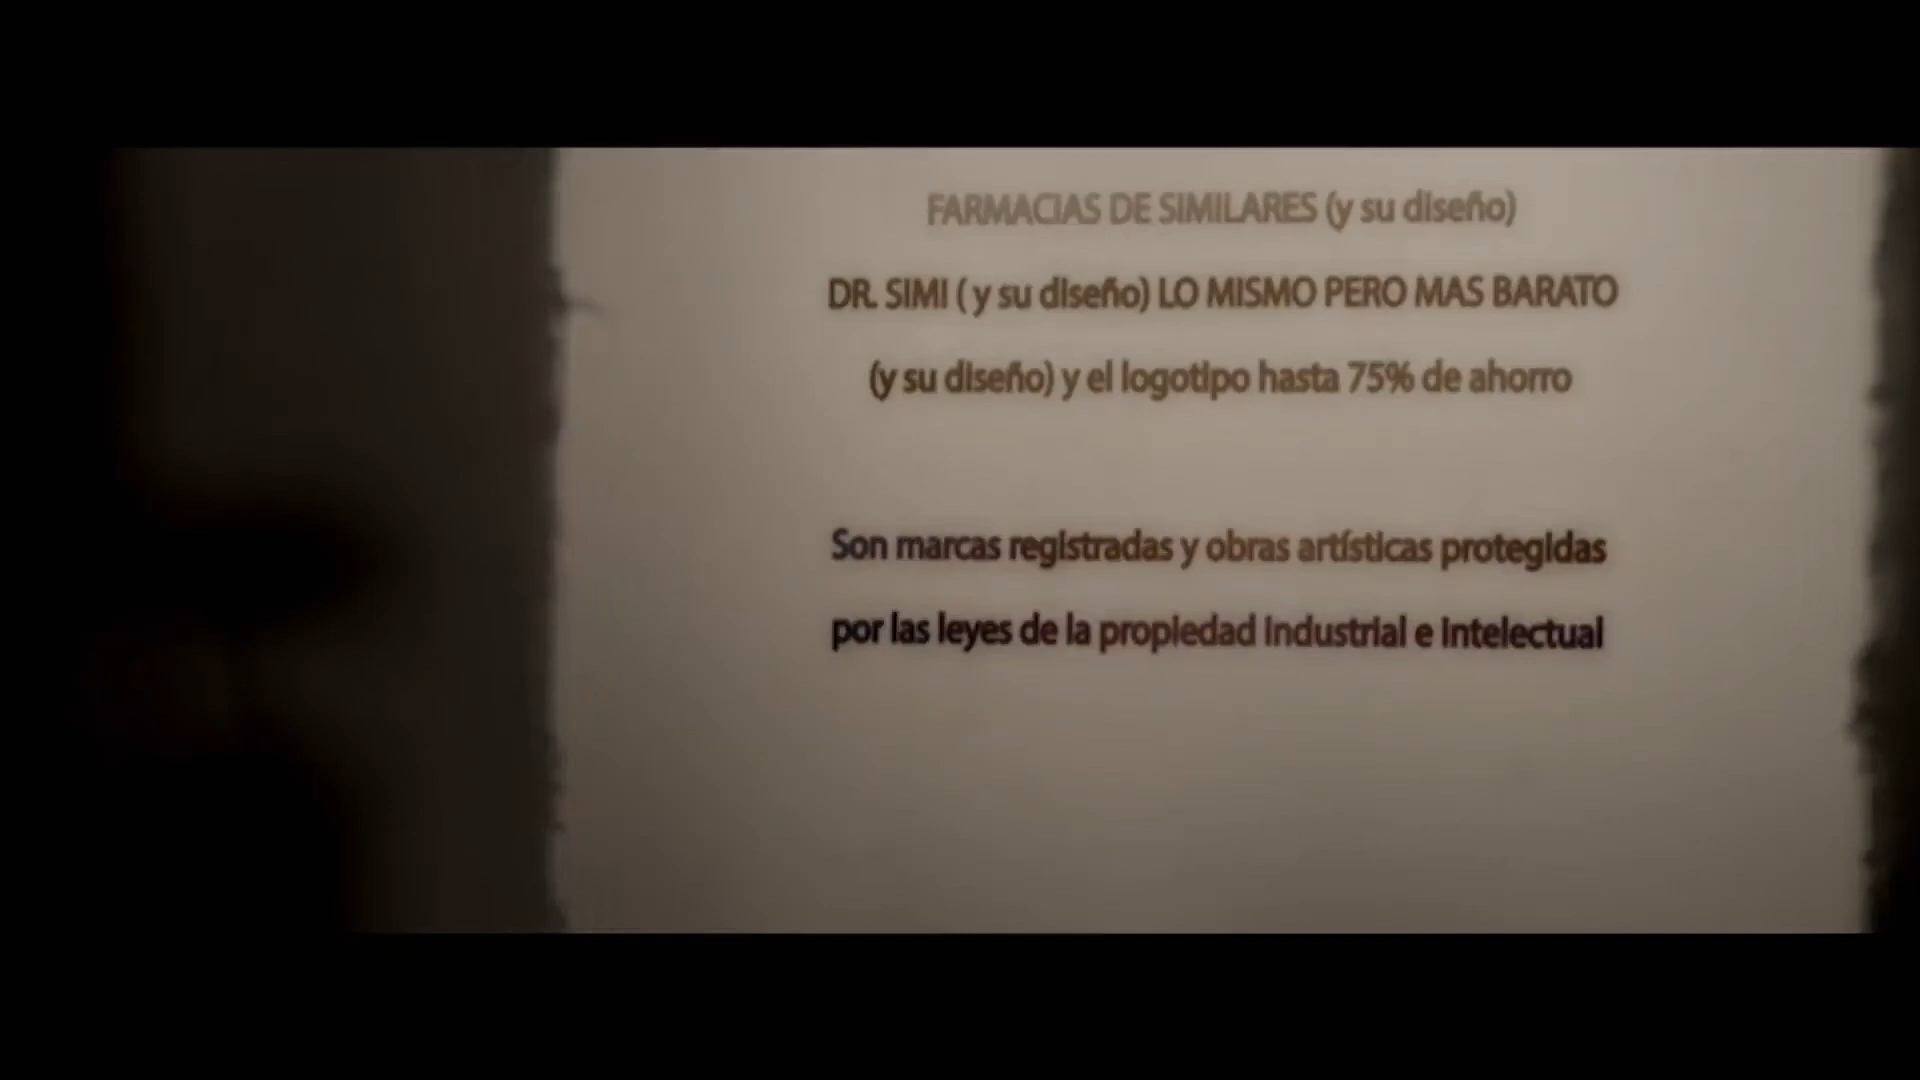 FARMACIAS DE SIMILARES (y su diseño)
DR. SIMI ( y su diseño) LO MISMO PERO MAS BARATO
(y su diseño) y el logotipo hasta 75% de ahorro
Son marcas registradas y obras artísticas protegidas
por las leyes de la propiedad Industrial e Intelectual